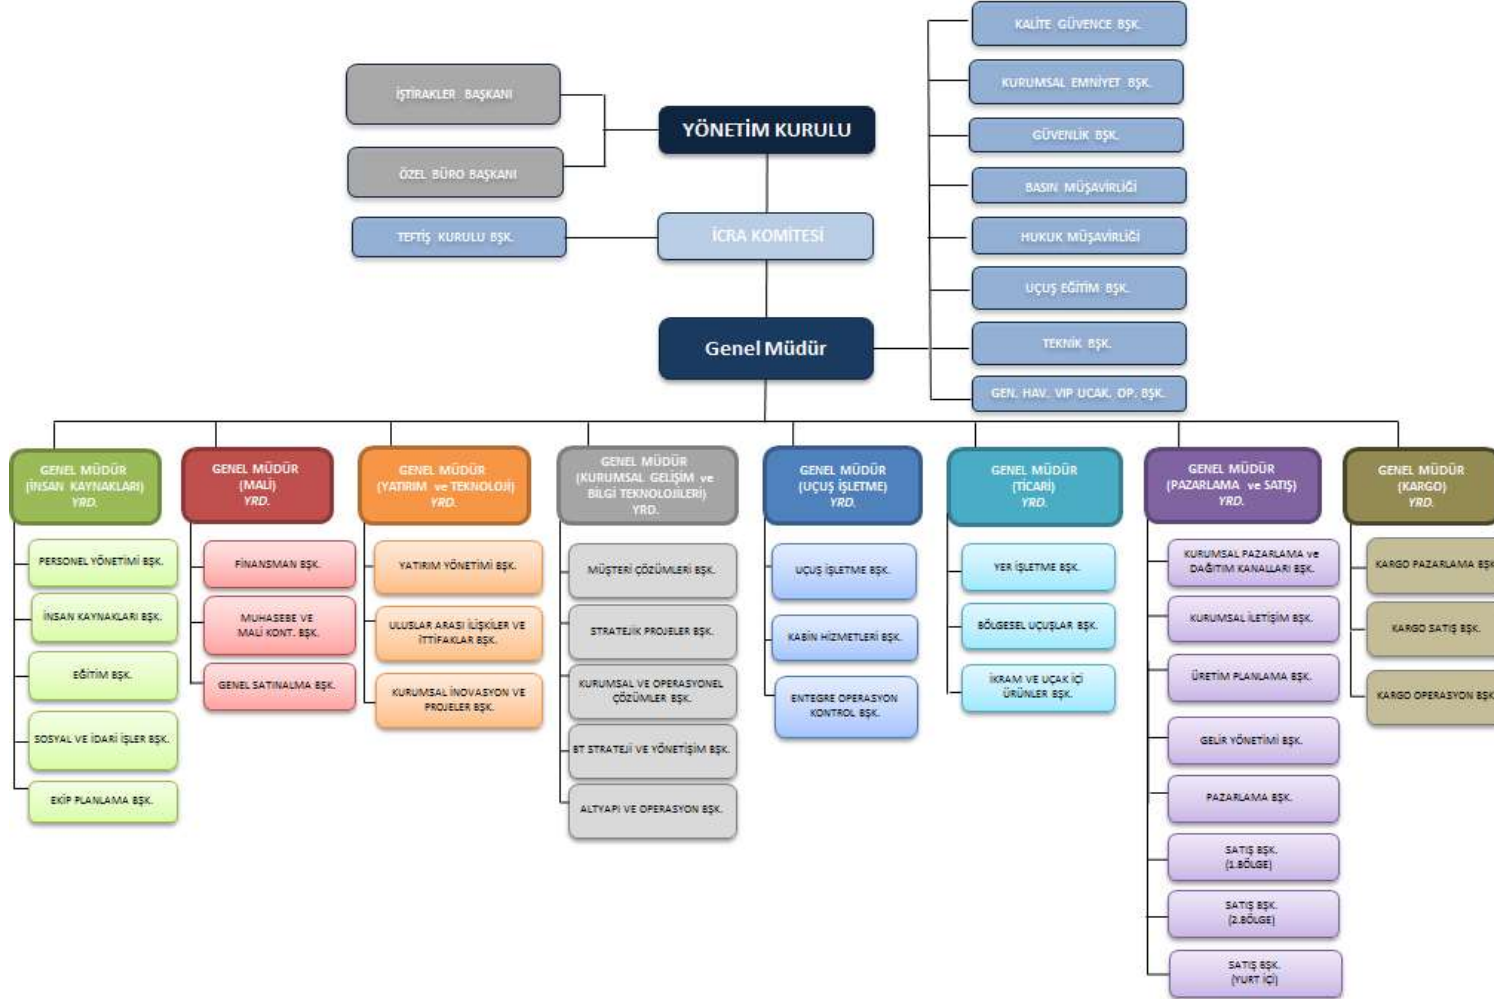 KALİTE GÜVENCE BŞK.
İŞTİRAKLER BAŞKANI
KURUMSAL EMNİYET BŞK.
YÖNETİM KURULU
GÜVENLİK BŞK.
ÖZEL BÜRO BAŞKANI
BASIN MÜŞAVİRLİĞİ
TEFTİŞ KURULU BŞK.
İCRA KOMİTESİ
HUKUK MÜŞAVİRLİĞİ
UÇUŞ EĞİTİM BŞK.
Genel Müdür
TEKNİK BŞK.
GEN. HAV. VIP UCAK. OP. BŞK.
GENEL MÜDÜR
(İNSAN KAYNAKLARI)
YRD.
PERSONEL YÖNETİMİ BŞK.
İNSAN KAYNAKLARI BŞK.
EĞİTİM BŞK.
SOSYAL VE İDARİ İŞLER BŞK.
EKİP PLANLAMA BŞK.
GENEL MÜDÜR
(MALİ)
YRD.
FİNANSMAN BŞK.
MUHASEBE VE
MALİ KONT. BŞK.
GENEL SATINALMA BŞK.
GENEL MÜDÜR
(YATIRIM ve TEKNOLOJİ)
YRD.
YATIRIM YÖNETİMİ BŞK.
ULUSLAR ARASI İLİŞKİLER VE
İTTİFAKLAR BŞK.
KURUMSAL İNOVASYON VE
PROJELER BŞK.
GENEL MÜDÜR
(KURUMSAL GELİŞİM ve
BİLGİ TEKNOLOJİLERİ)
YRD.
MÜŞTERİ ÇÖZÜMLERİ BŞK.
STRATEJİK PROJELER BŞK.
KURUMSAL VE OPERASYONEL
ÇÖZÜMLER BŞK.
BT STRATEJİ VE YÖNETİŞİM BŞK.
ALTYAPI VE OPERASYON BŞK.
GENEL MÜDÜR
(UÇUŞ İŞLETME)
YRD.
UÇUŞ İŞLETME BŞK.
KABİN HİZMETLERİ BŞK.
ENTEGRE OPERASYON
KONTROL BŞK.
GENEL MÜDÜR
(TİCARİ)
YRD.
YER İŞLETME BŞK.
BÖLGESEL UÇUŞLAR BŞK.
İKRAM VE UÇAK İÇİ
ÜRÜNLER BŞK.
GENEL MÜDÜR
(PAZARLAMA ve SATIŞ)
YRD.
KURUMSAL PAZARLAMA ve
DAĞITIM KANALLARI BŞK.
KURUMSAL İLETİŞİM BŞK.
ÜRETİM PLANLAMA BŞK.
GELİR YÖNETİMİ BŞK.
PAZARLAMA BŞK.
SATIŞ BŞK.
(1.BÖLGE)
SATIŞ BŞK.
(2.BÖLGE)
SATIŞ BŞK.
(YURT İÇİ)
GENEL MÜDÜR
(KARGO)
YRD.
KARGO PAZARLAMA BŞK
KARGO SATIŞ BŞK.
KARGO OPERASYON BŞK